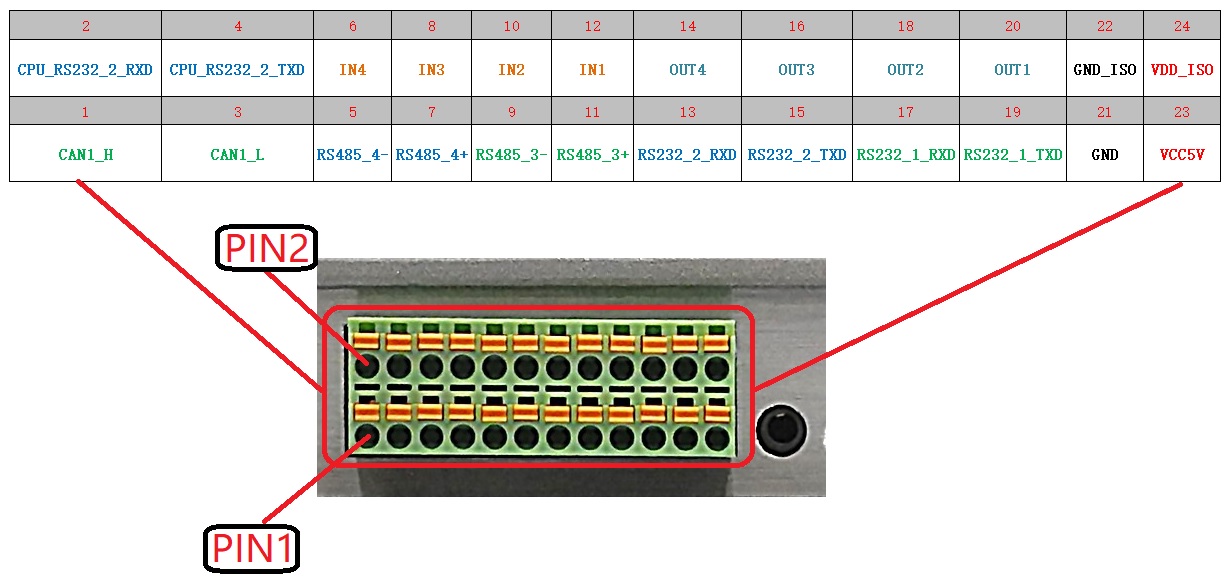 2 4 6 8 10 12 14 16 18 20 22 24
CPU_RS232_2_RXD CPU_RS232_2_TXD IN4 IN3 IN2 IN1 OUT4 OUT3 OUT2 OUT1 GND_ISO VDD_ISO
1 3 5 7 9 11 13 15 17 19 21 23
CAN1_H CAN1_L RS485_4- RS485_4+ RS485_3- RS485_3+ RS232_2_RXD RS232_2_TXD RS232_1_RXD RS232_1_TXD GND VCC5V
PIN2
PIN1